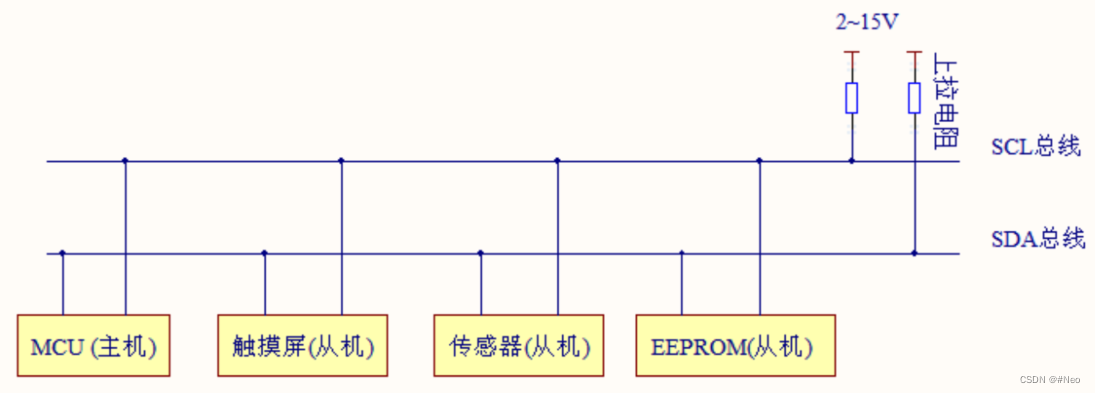 2~15V
上拉电阻
SCL总线
SDA总线
MCU (主机)
触摸屏(从机)
传感器(从机)
EEPROM(从机)
CSDN @#Neo